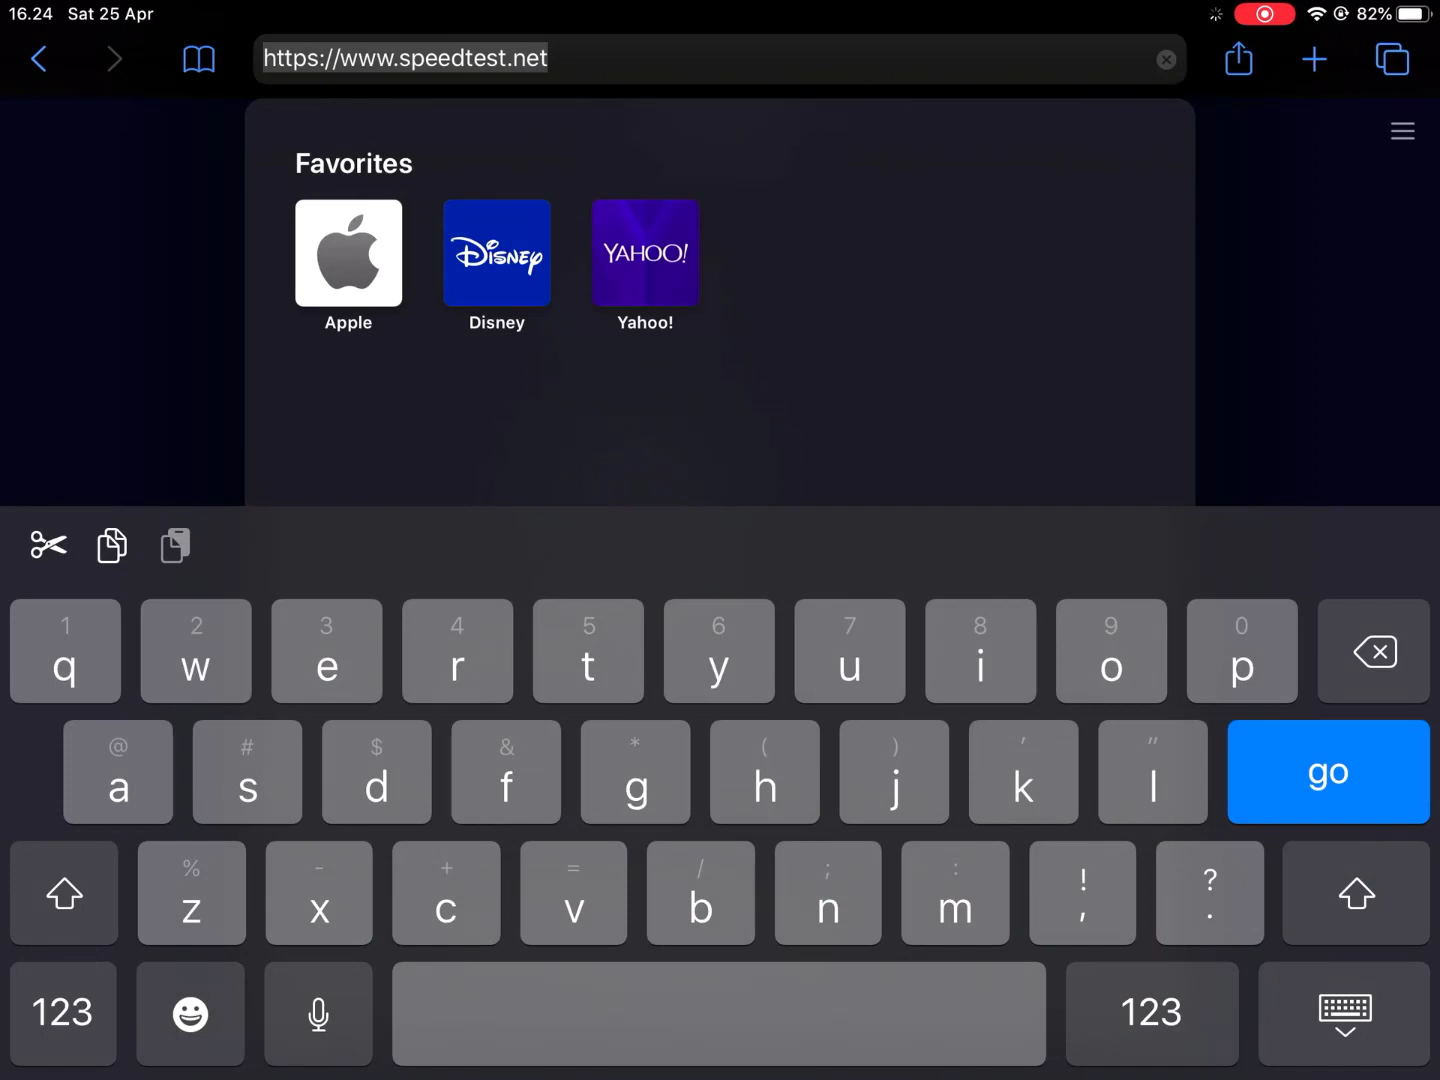 16.24 Sat 25 Apr
82%
https://www.speedtest.net
Favorites
Disney YAHOO!
Apple Disney Yahoo!
1 2 3 4 5 6 7 8 9 0
q w e r t y u i o p
@ # $ & * ( ) ' "
a s d f g h j k l go
% - + = / ; : ! ?
z x c v b n m , .
123 123